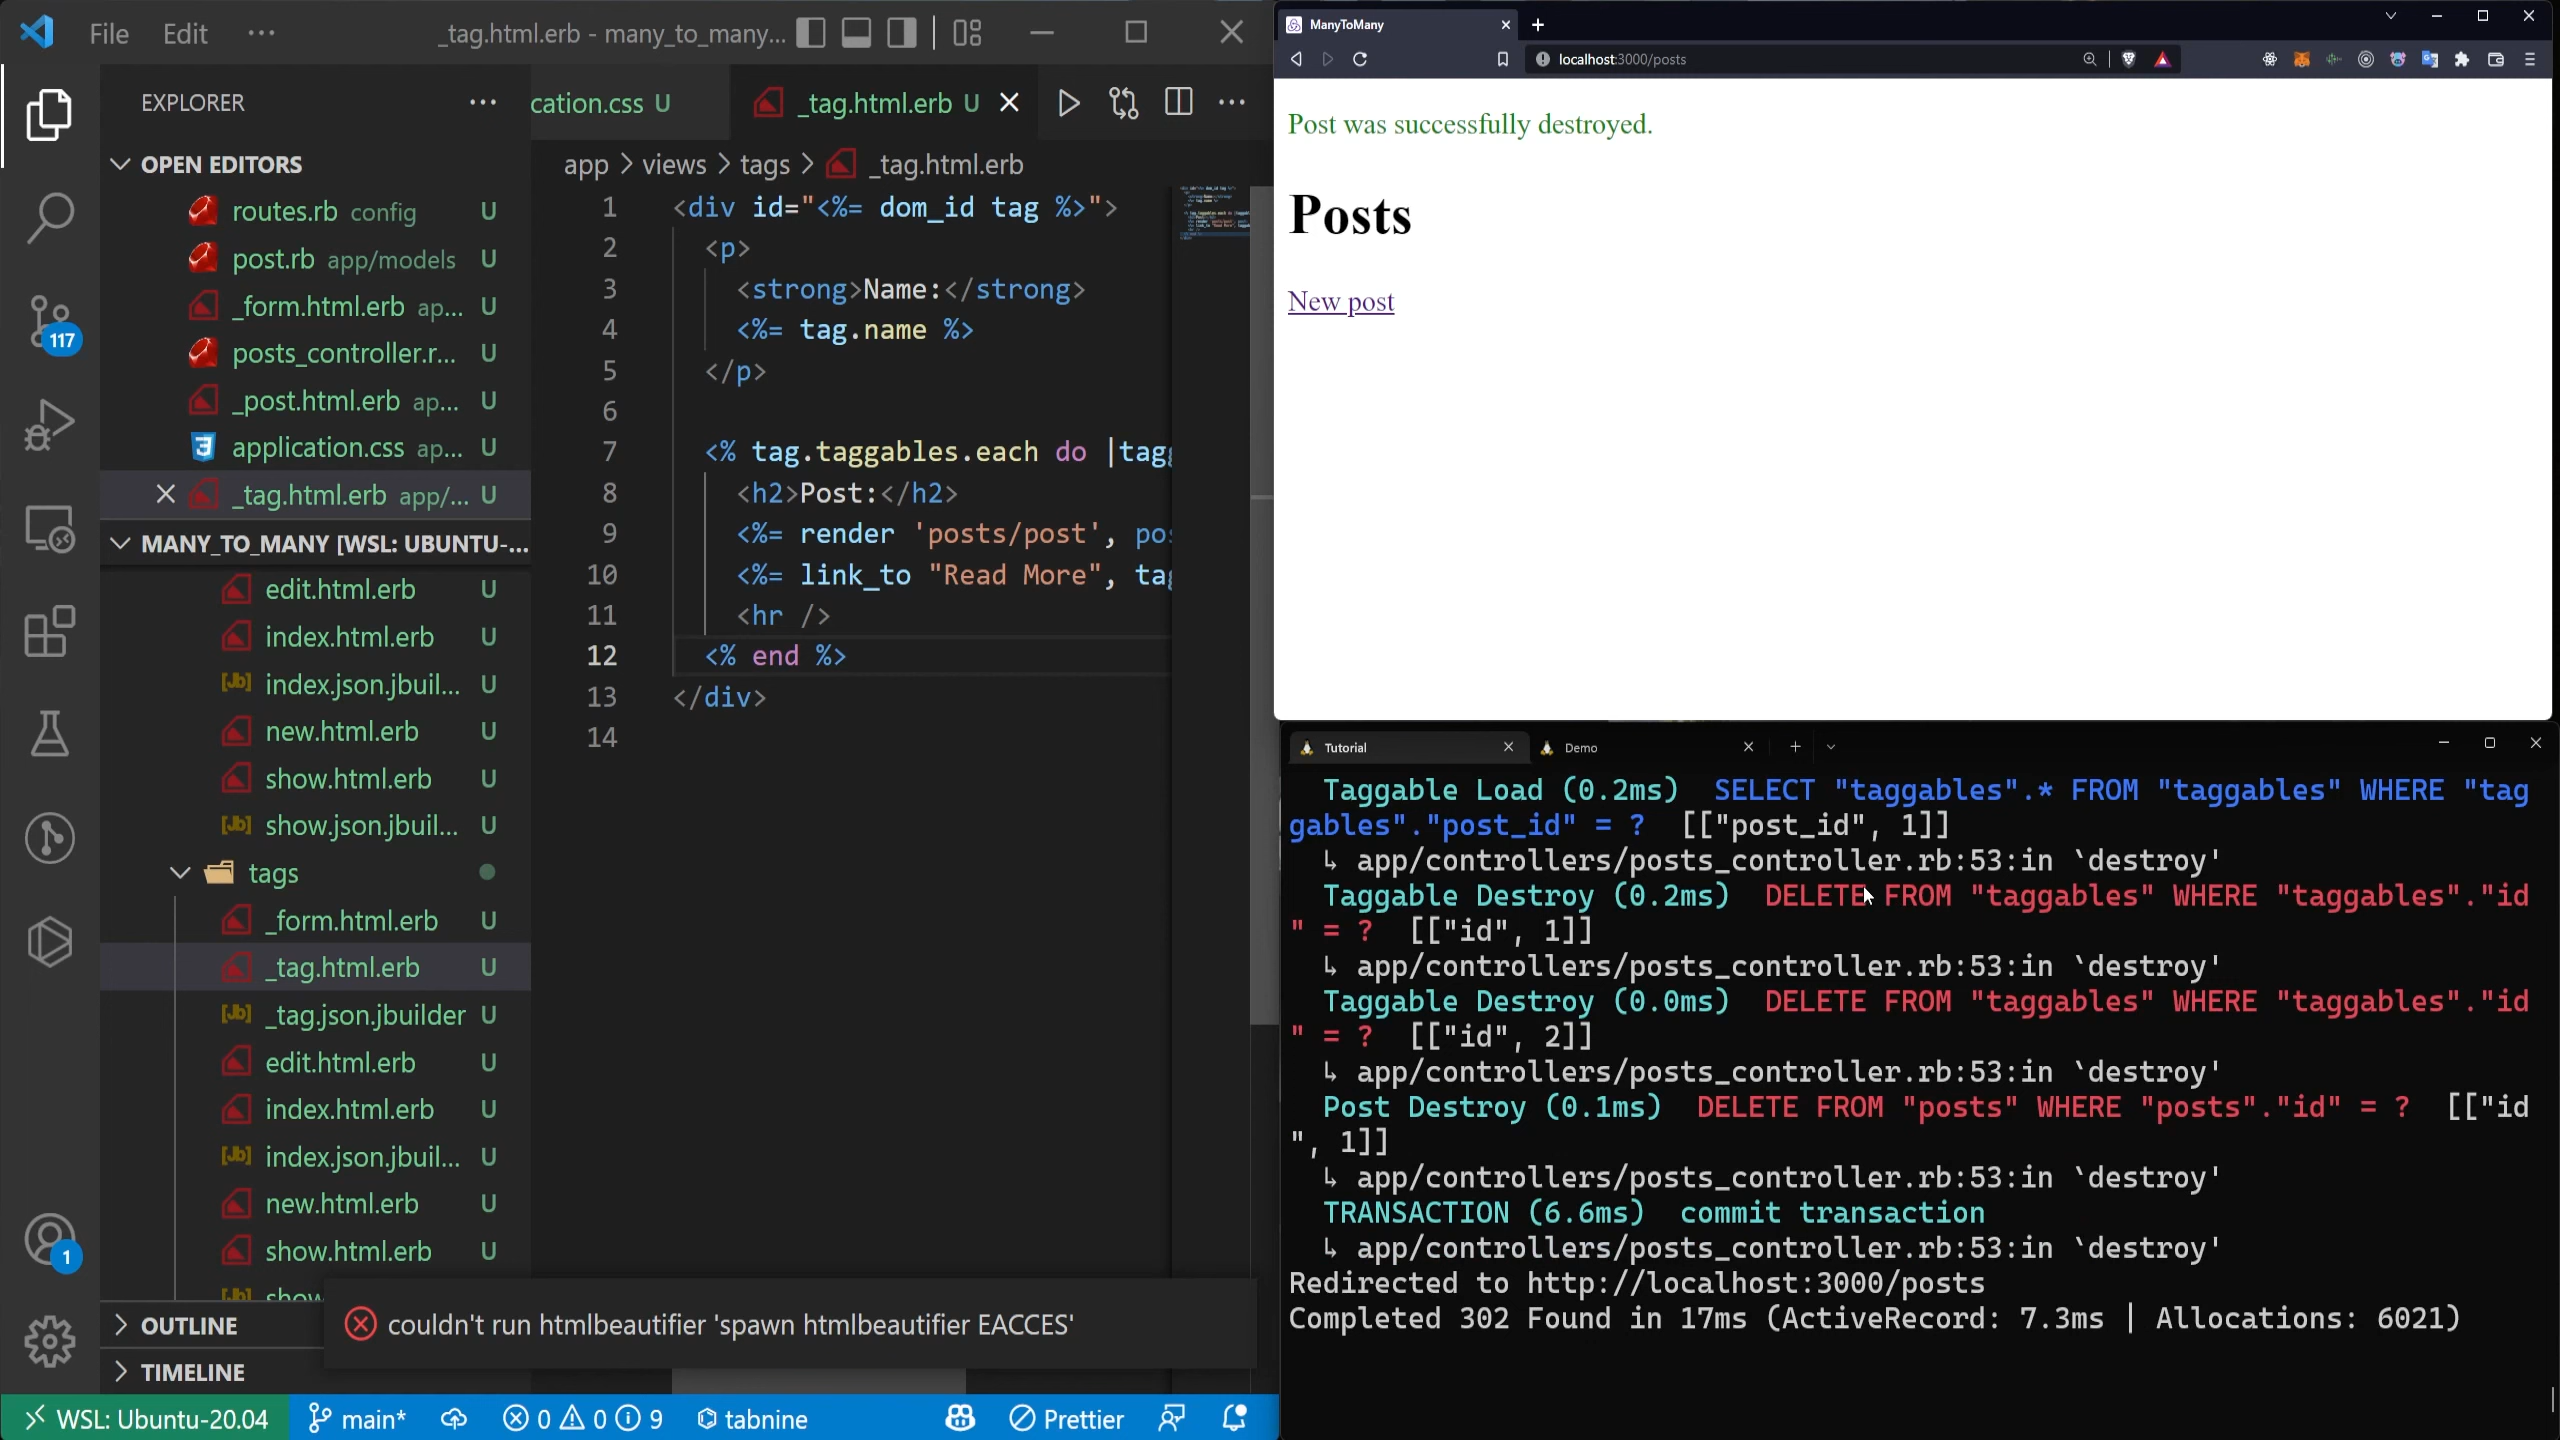 File Edit ··· _tag.html.erb - many_to_many...
EXPLORER
OPEN EDITORS
routes.rb config U
post.rb app/models U
_form.html.erb ap... U
posts_controller.r... U
_post.html.erb ap... U
application.css ap... U
_tag.html.erb app/... U
MANY_TO_MANY [WSL: UBUNTU-...
edit.html.erb U
index.html.erb U
index.json.jbuil... U
new.html.erb U
show.html.erb U
show.json.jbuil... U
tags
_form.html.erb U
_tag.html.erb U
_tag.json.jbuilder U
edit.html.erb U
index.html.erb U
index.json.jbuil... U
new.html.erb U
show.html.erb U
OUTLINE
TIMELINE
117
1
cation.css U _tag.html.erb U
app > views > tags > _tag.html.erb
1 <div id="<%= dom_id tag %>">
2 <p>
3 <strong>Name:</strong>
4 <%= tag.name %>
5 </p>
6
7 <% tag.taggables.each do |tagg
8 <h2>Post:</h2>
9 <%= render 'posts/post', pos
10 <%= link_to "Read More", tag
11 <hr />
12 <% end %>
13 </div>
14
couldn't run htmlbeautifier 'spawn htmlbeautifier EACCES'
WSL: Ubuntu-20.04 main* 0 0 9 tabnine Prettier
ManyToMany
localhost:3000/posts
Post was successfully destroyed.
Posts
New post
Tutorial Demo
Taggable Load (0.2ms) SELECT "taggables".* FROM "taggables" WHERE "tag
gables"."post_id" = ? [["post_id", 1]]
↳ app/controllers/posts_controller.rb:53:in `destroy'
Taggable Destroy (0.2ms) DELETE FROM "taggables" WHERE "taggables"."id
" = ? [["id", 1]]
↳ app/controllers/posts_controller.rb:53:in `destroy'
Taggable Destroy (0.0ms) DELETE FROM "taggables" WHERE "taggables"."id
" = ? [["id", 2]]
↳ app/controllers/posts_controller.rb:53:in `destroy'
Post Destroy (0.1ms) DELETE FROM "posts" WHERE "posts"."id" = ? [["id
", 1]]
↳ app/controllers/posts_controller.rb:53:in `destroy'
TRANSACTION (6.6ms) commit transaction
↳ app/controllers/posts_controller.rb:53:in `destroy'
Redirected to http://localhost:3000/posts
Completed 302 Found in 17ms (ActiveRecord: 7.3ms | Allocations: 6021)